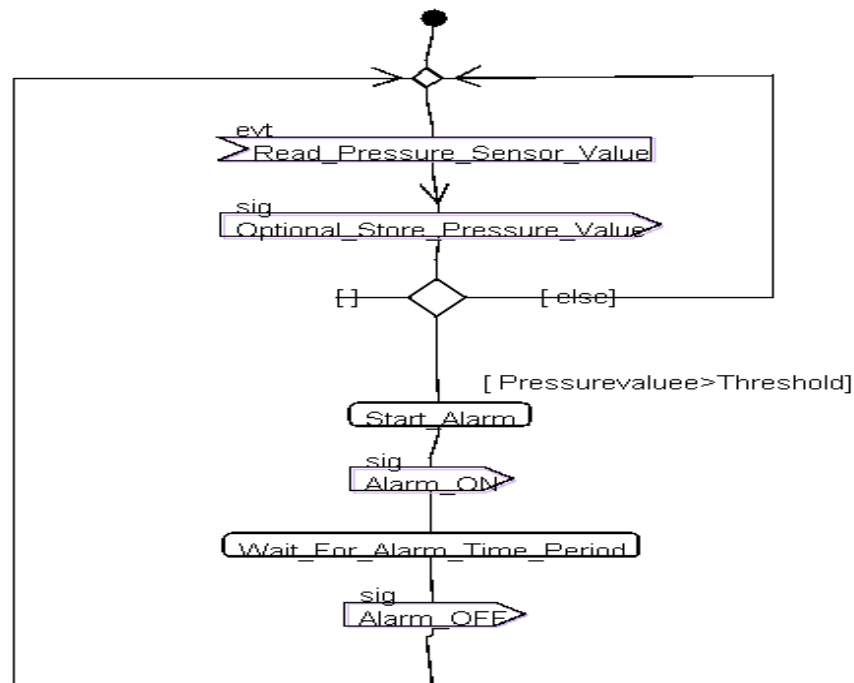 evt
Read_Pressure_Sensor_Value
sig
Optional_Store_Pressure_Value
[ ]
[ else]
[ Pressurevaluee>Threshold]
Start_Alarm
sig
Alarm_ON
Wait_For_Alarm_Time_Period
sig
Alarm_OFF